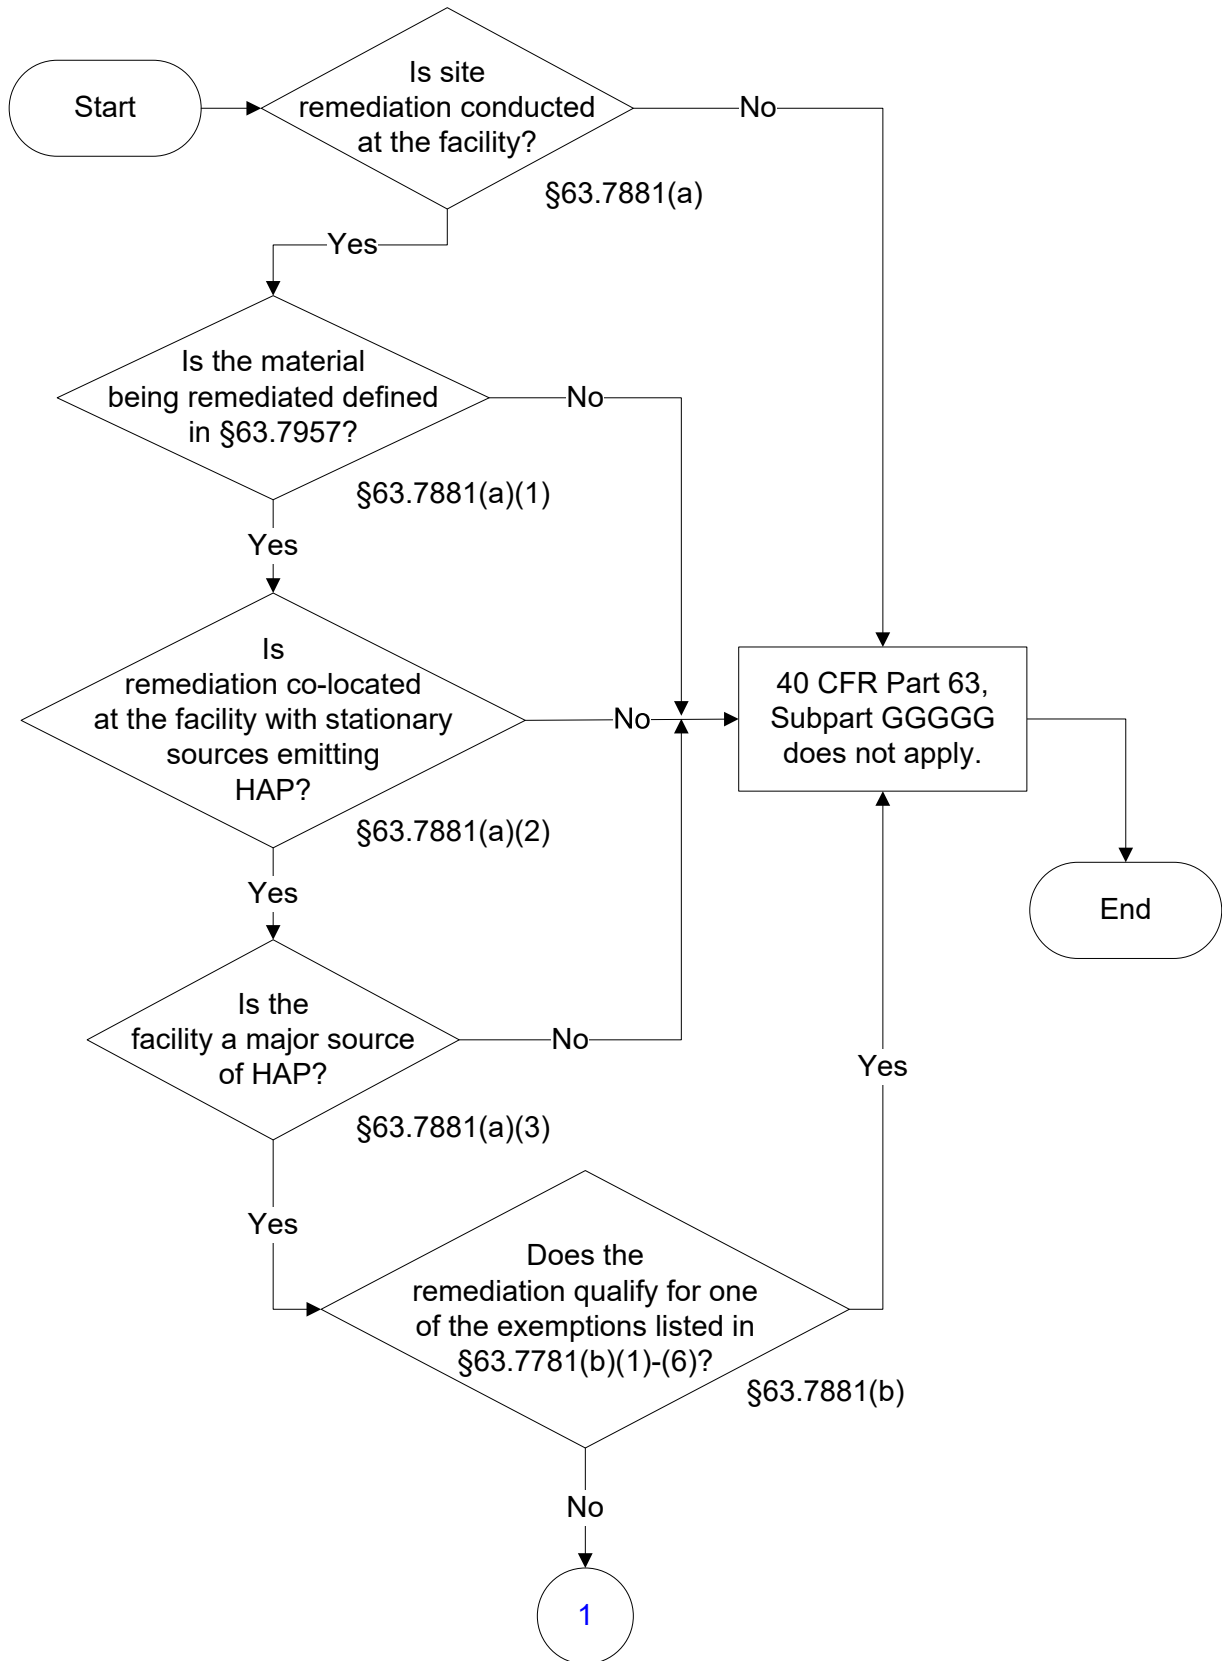 Start
Is site
remediation conducted
at the facility?
No
§63.7881(a)
Yes
Is the material
being remediated defined
in §63.7957?
No
§63.7881(a)(1)
Yes
Is
remediation co-located
at the facility with stationary
sources emitting
HAP?
No
§63.7881(a)(2)
40 CFR Part 63,
Subpart GGGGG
does not apply.
End
Yes
Is the
facility a major source
of HAP?
No
§63.7881(a)(3)
Yes
Yes
Does the
remediation qualify for one
of the exemptions listed in
§63.7781(b)(1)-(6)?
§63.7881(b)
No
1